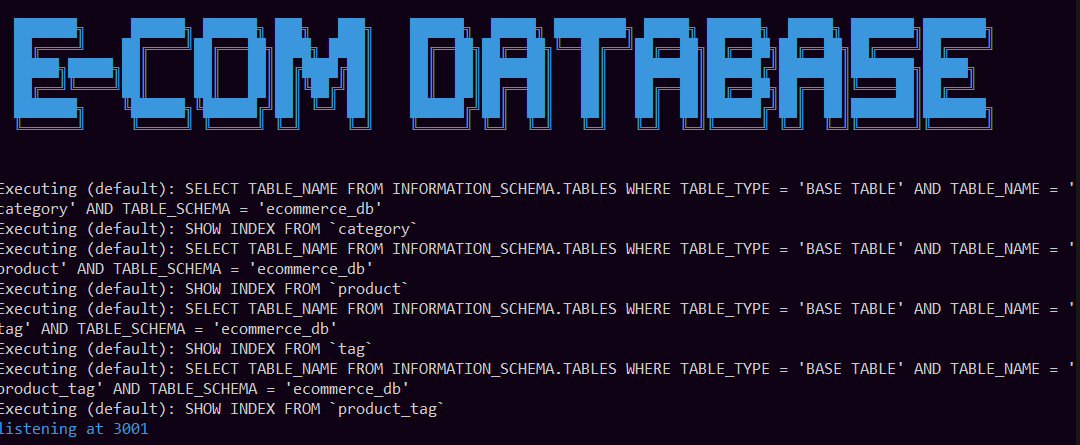 E-COM DATABASE
Executing (default): SELECT TABLE_NAME FROM INFORMATION_SCHEMA.TABLES WHERE TABLE_TYPE = 'BASE TABLE' AND TABLE_NAME = '
category' AND TABLE_SCHEMA = 'ecommerce_db'
Executing (default): SHOW INDEX FROM `category`
Executing (default): SELECT TABLE_NAME FROM INFORMATION_SCHEMA.TABLES WHERE TABLE_TYPE = 'BASE TABLE' AND TABLE_NAME = '
product' AND TABLE_SCHEMA = 'ecommerce_db'
Executing (default): SHOW INDEX FROM `product`
Executing (default): SELECT TABLE_NAME FROM INFORMATION_SCHEMA.TABLES WHERE TABLE_TYPE = 'BASE TABLE' AND TABLE_NAME = '
tag' AND TABLE_SCHEMA = 'ecommerce_db'
Executing (default): SHOW INDEX FROM `tag`
Executing (default): SELECT TABLE_NAME FROM INFORMATION_SCHEMA.TABLES WHERE TABLE_TYPE = 'BASE TABLE' AND TABLE_NAME = '
product_tag' AND TABLE_SCHEMA = 'ecommerce_db'
Executing (default): SHOW INDEX FROM `product_tag`
listening at 3001